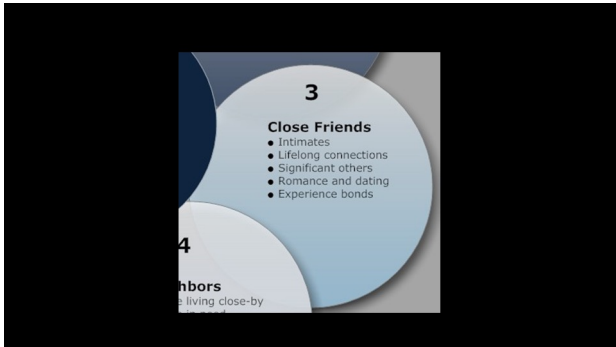 3
Close Friends
● Intimates
● Lifelong connections
● Significant others
● Romance and dating
● Experience bonds
4
hbors
e living close-by